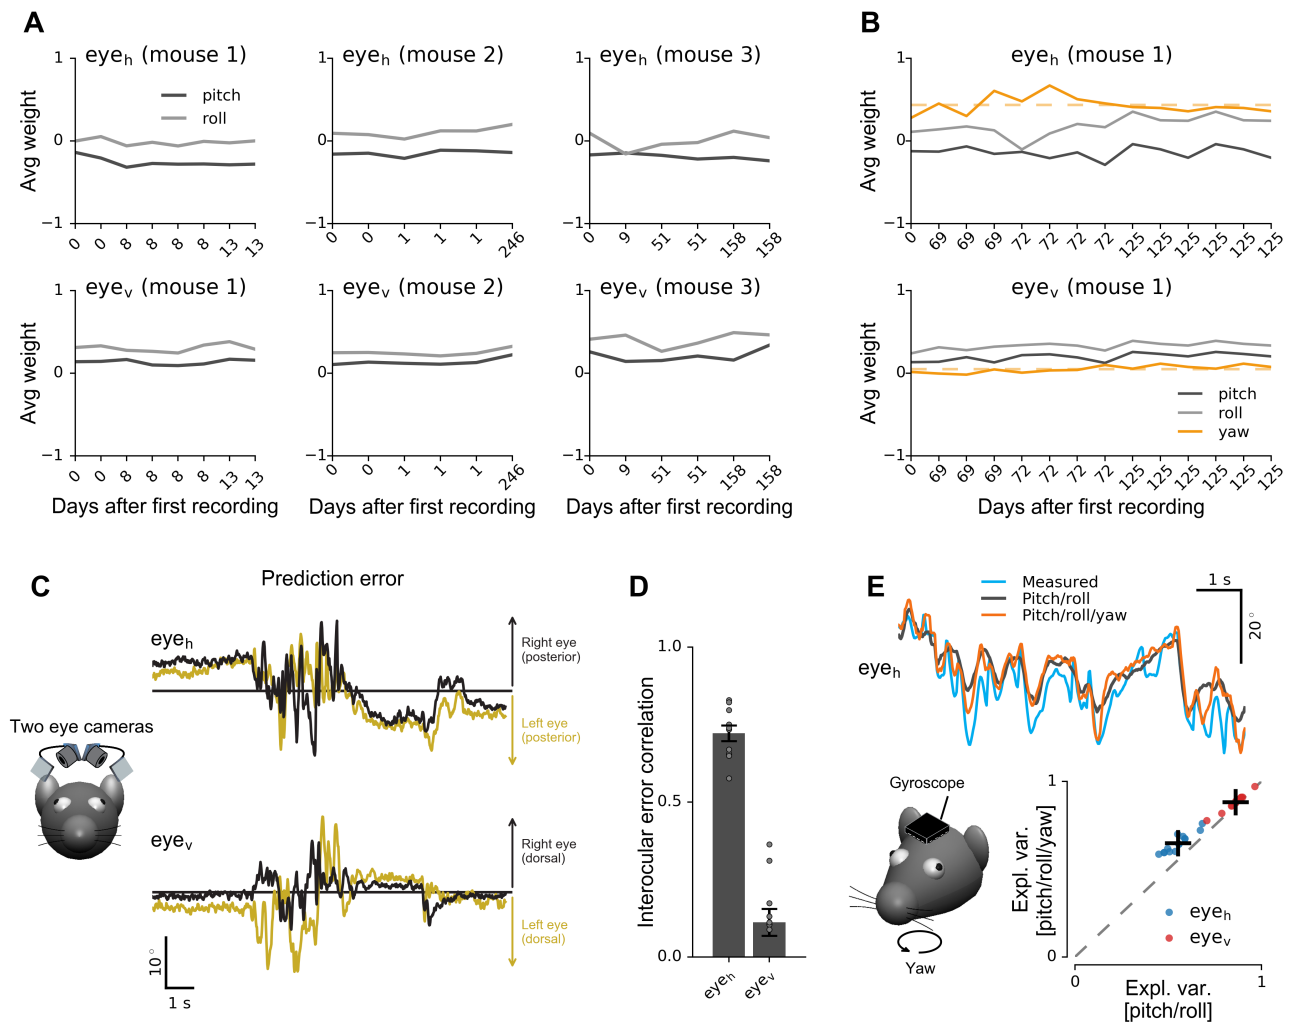 A
eyeh (mouse 1)
eyeh (mouse 2)
eyeh (mouse 3)
1
0
−1
Avg weight
pitch
roll
0 0 8 8 8 8 13 13
1
0
−1
0 0 1 1 1 246
1
0
−1
0 9 51 51 158 158
eyev (mouse 1)
eyev (mouse 2)
eyev (mouse 3)
1
0
−1
Avg weight
0 0 8 8 8 8 13 13
1
0
−1
0 0 1 1 1 246
1
0
−1
0 9 51 51 158 158
Days after first recording
Days after first recording
Days after first recording
B
eyeh (mouse 1)
1
0
−1
Avg weight
0 69 69 69 72 72 72 72 125 125 125 125 125 125
eyev (mouse 1)
1
0
−1
Avg weight
pitch
roll
yaw
0 69 69 69 72 72 72 72 125 125 125 125 125 125
Days after first recording
C
Prediction error
Two eye cameras
eyeh
Right eye
(posterior)
Left eye
(posterior)
eyev
Right eye
(dorsal)
Left eye
(dorsal)
10°
1 s
D
Interocular error correlation
1.0
0.5
0.0
eyeh
eyev
E
Measured
Pitch/roll
Pitch/roll/yaw
1 s
20°
eyeh
Gyroscope
Yaw
Expl. var.
[pitch/roll/yaw]
1
0
eyeh
eyev
0
1
Expl. var.
[pitch/roll]